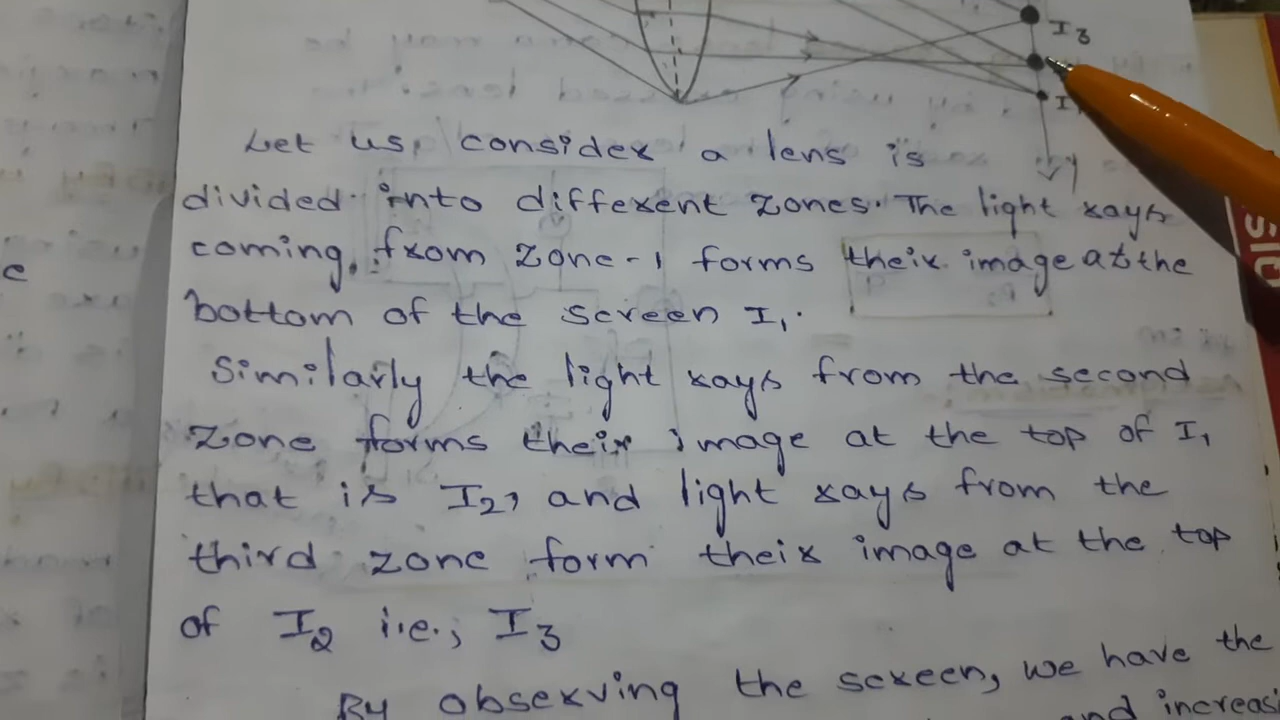 I3
I
Let us, consider a lens is
divided into different zones. The light rays
coming, from zone-1 forms their image at the
bottom of the screen I1.
Similarly the light rays from the second
zone forms their image at the top of I1
that is I2, and light rays from the
third zone form their image at the top
of I2 i.e., I3
By observing the screen, we have the
and increasi
SIC
e